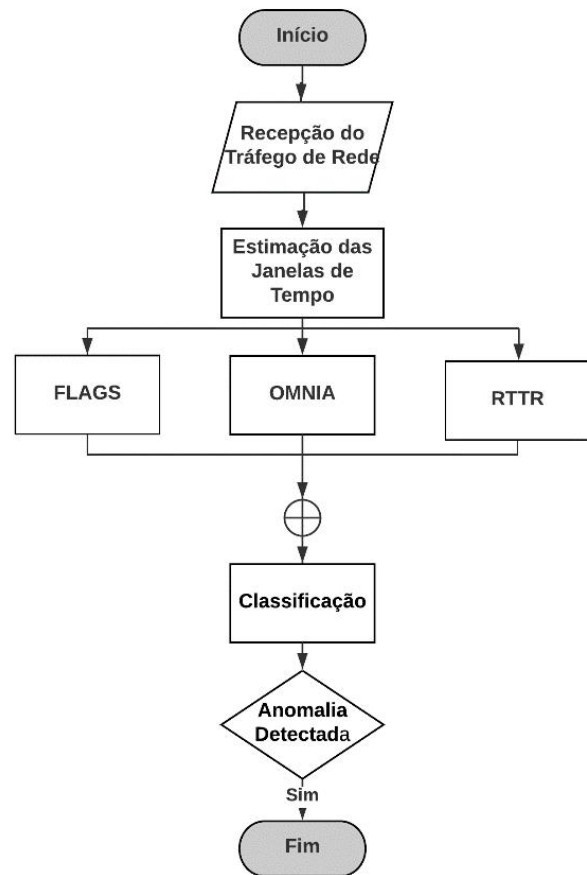 Início
Recepção do
Tráfego de Rede
Estimação das
Janelas de
Tempo
FLAGS
OMNIA
RTTR
Classificação
Anomalia
Detectada
Sim
Fim